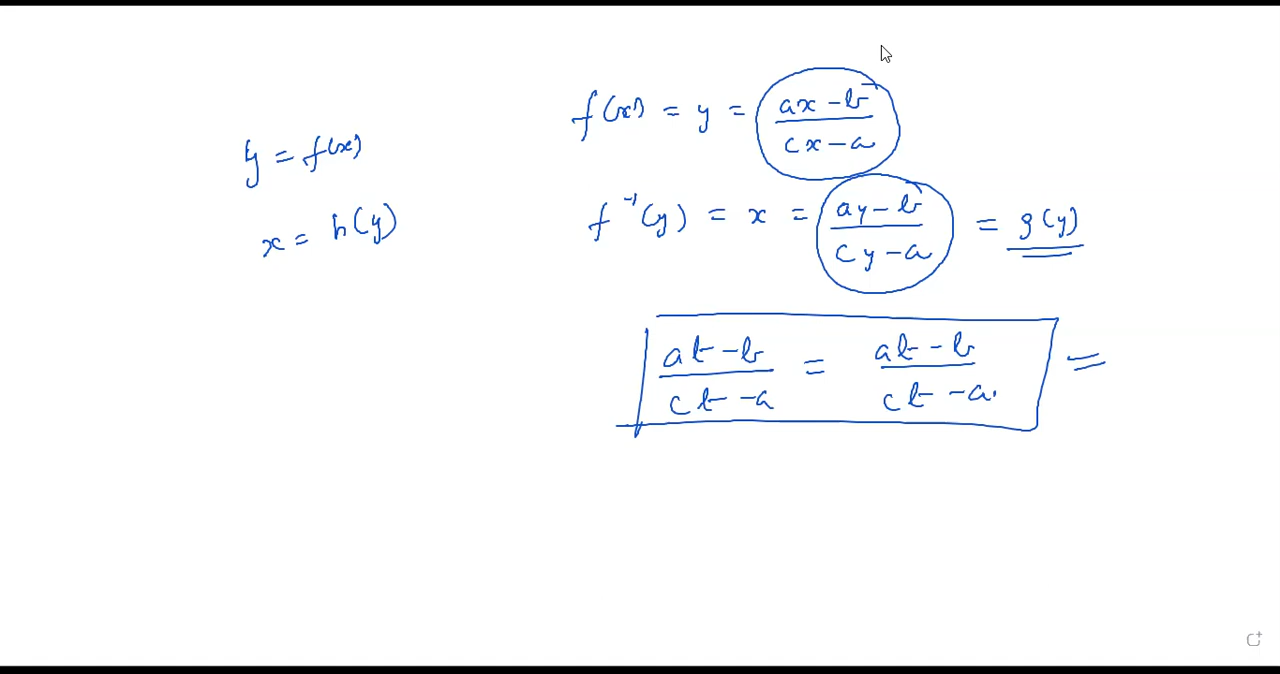 f(x) = y = (ax - b)/(cx - a)
y = f(x)
f⁻¹(y) = x = (ay - b)/(cy - a) = g(y)
x = h(y)
(at - b)/(ct - a) = (at - b)/(ct - a). =